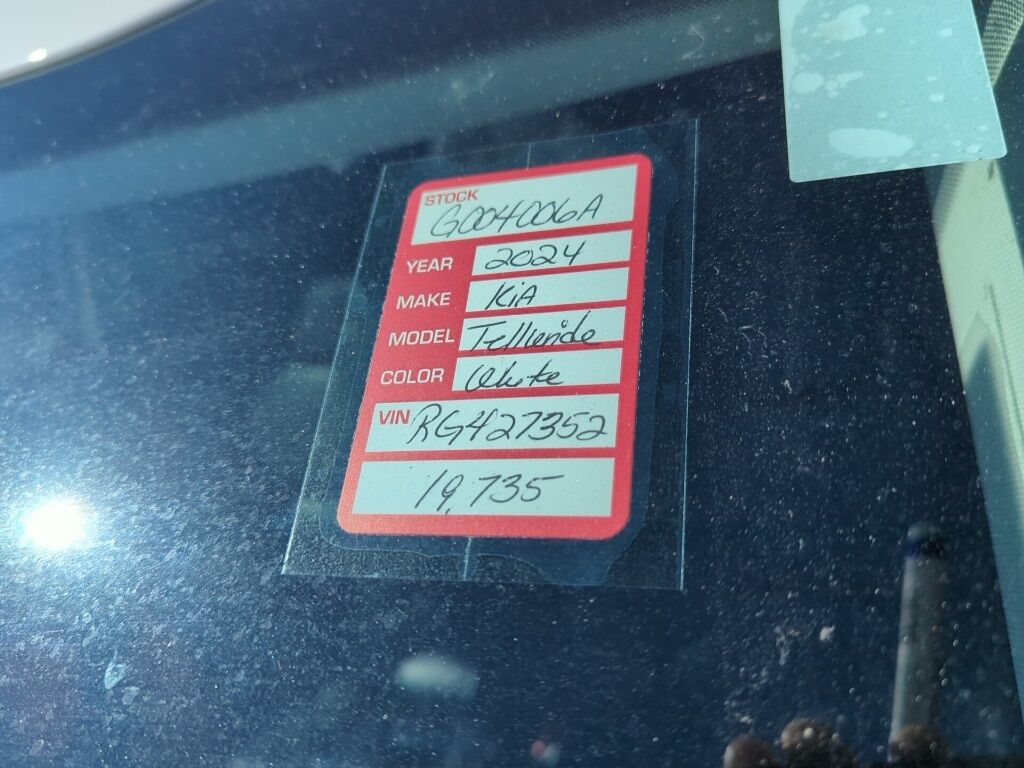 STOCK
G004006A
YEAR 2024
MAKE KiA
MODEL Telluride
COLOR White
VIN RG427352
19,735